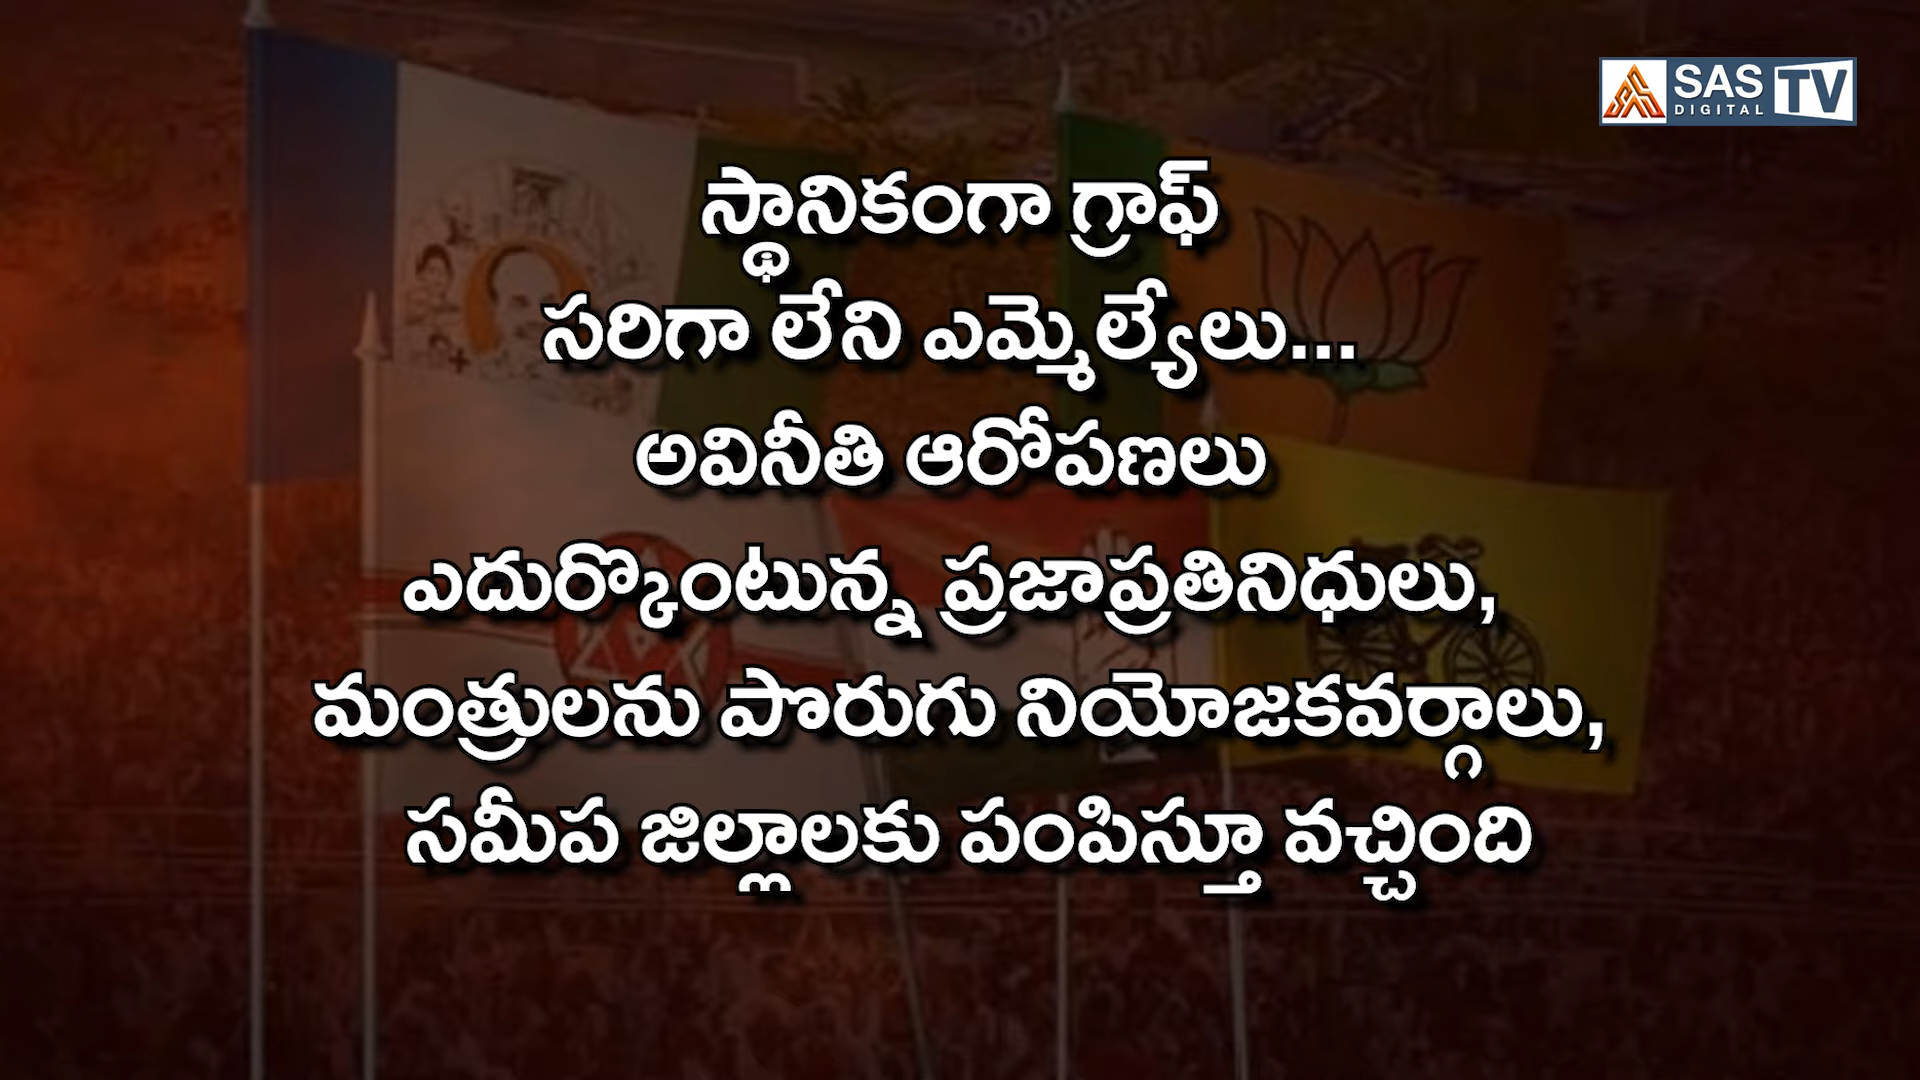 SAS
DIGITAL
TV
స్థానికంగా గ్రాఫ్
సరిగా లేని ఎమ్మెల్యేలు...
అవినీతి ఆరోపణలు
ఎదుర్కొంటున్న ప్రజాప్రతినిధులు,
మంత్రులను పొరుగు నియోజకవర్గాలు,
సమీప జిల్లాలకు పంపిస్తూ వచ్చింది